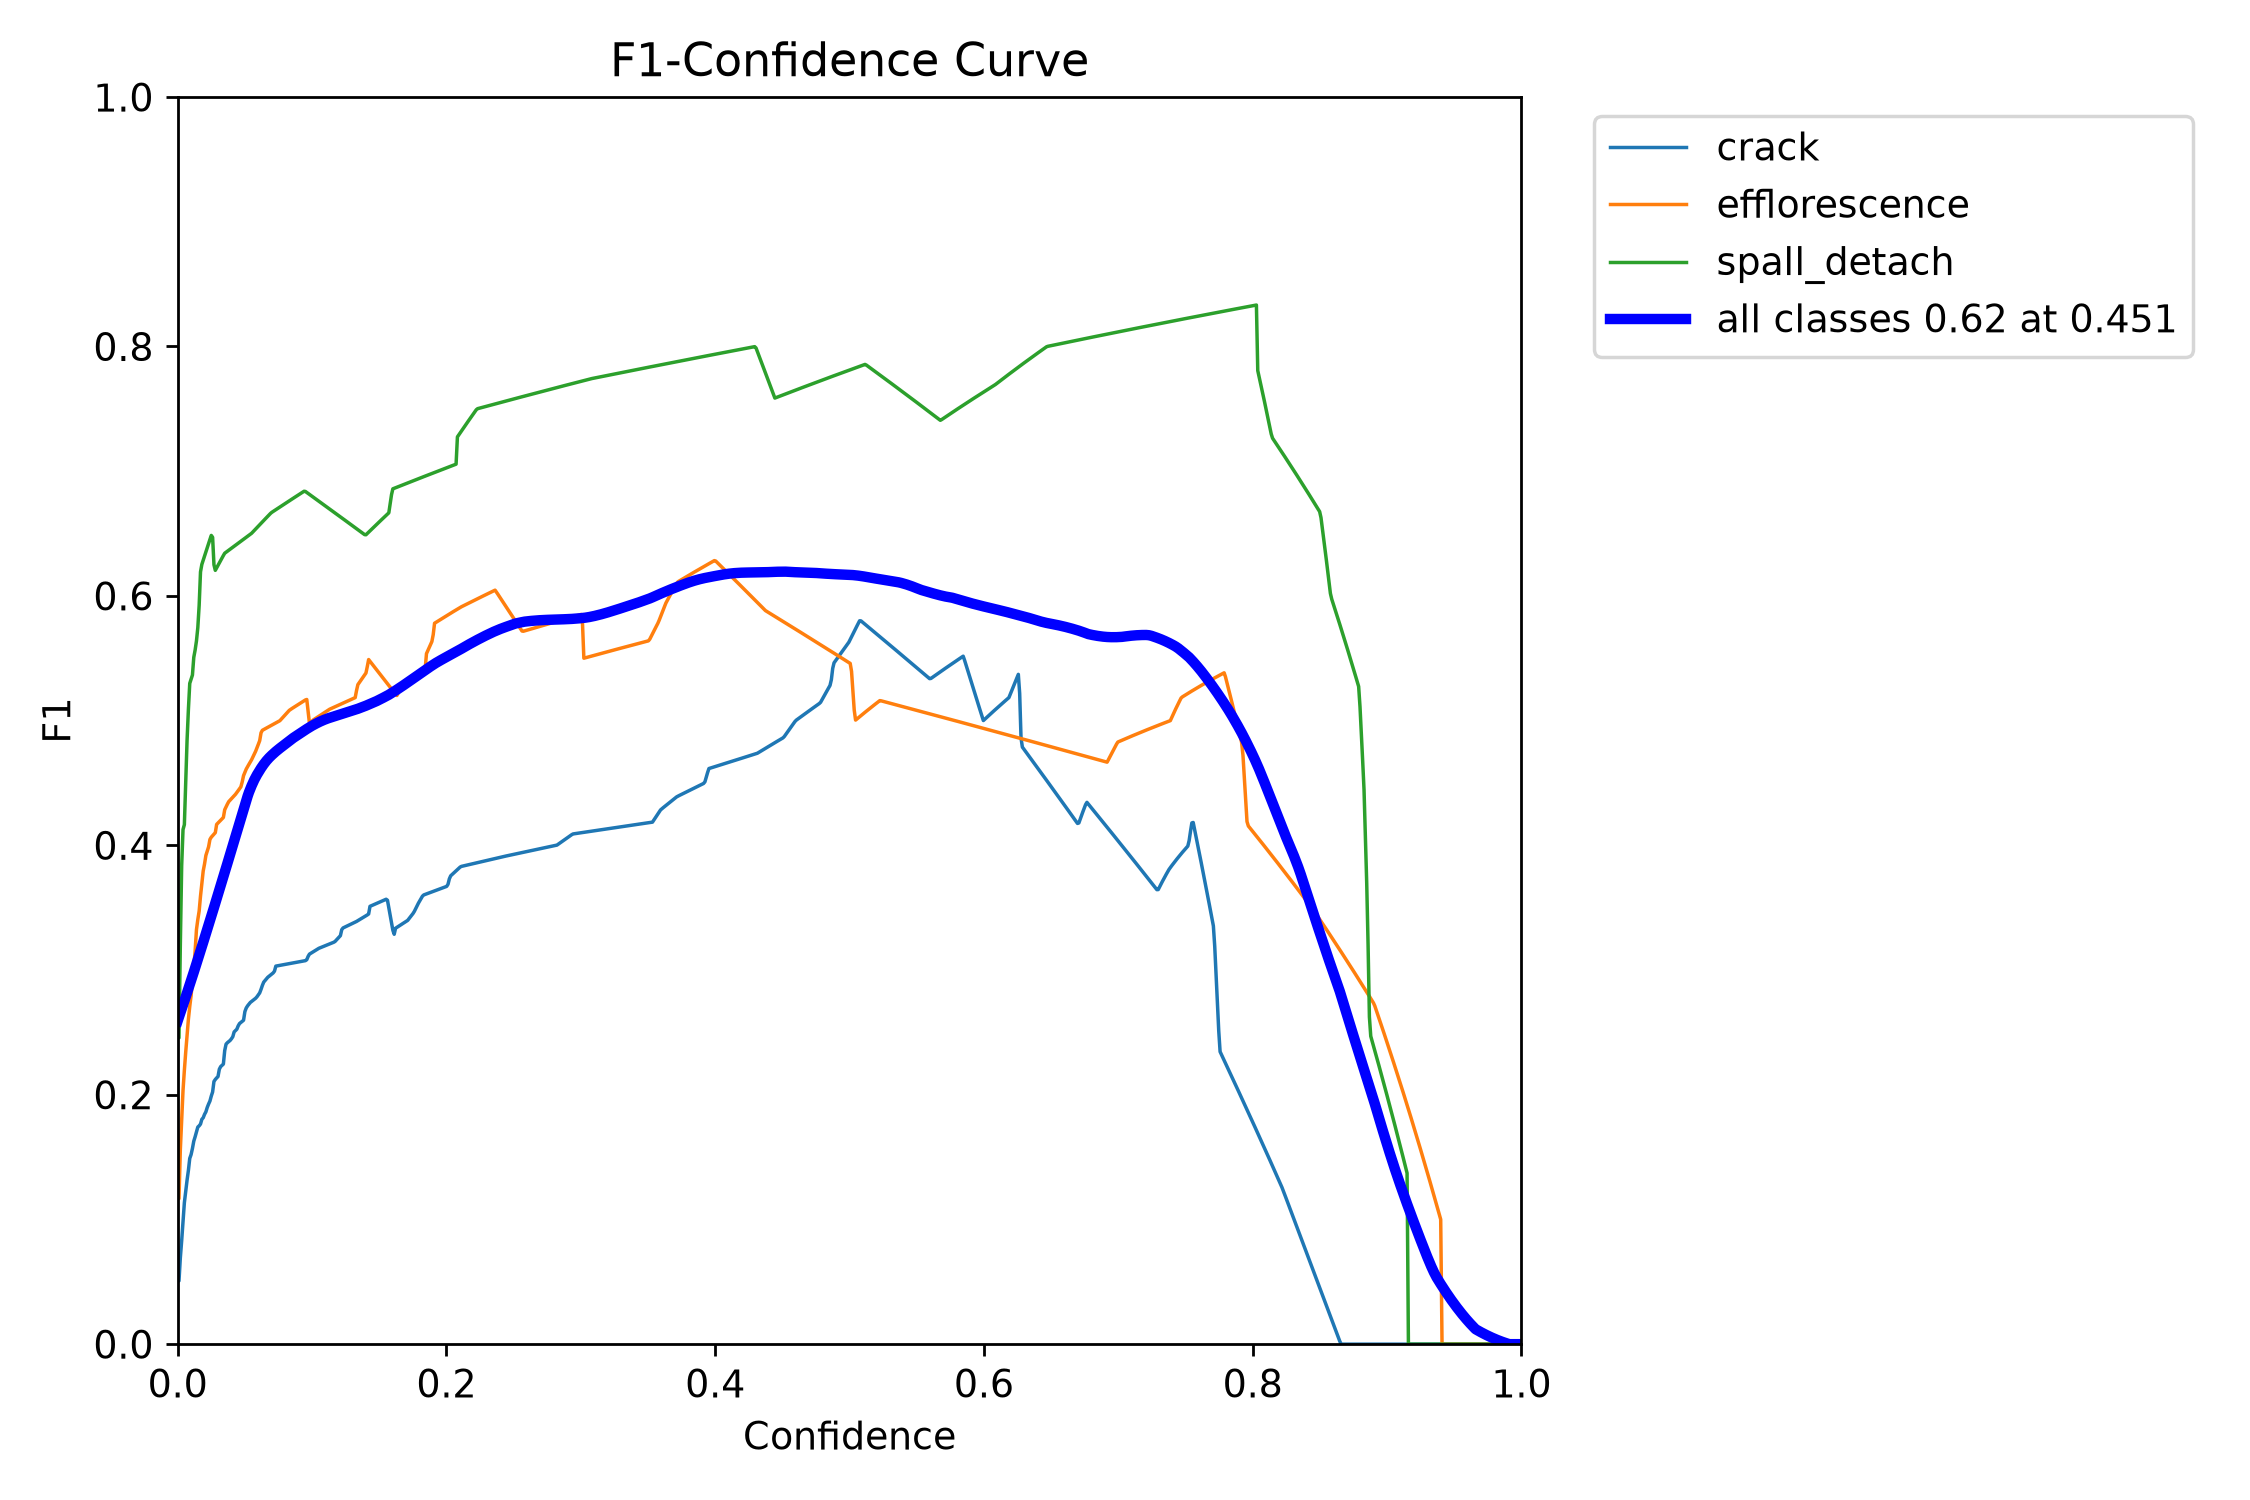 F1-Confidence Curve
1.0
0.8
0.6
0.4
0.2
0.0
F1
0.0 0.2 0.4 0.6 0.8 1.0
Confidence
crack
efflorescence
spall_detach
all classes 0.62 at 0.451